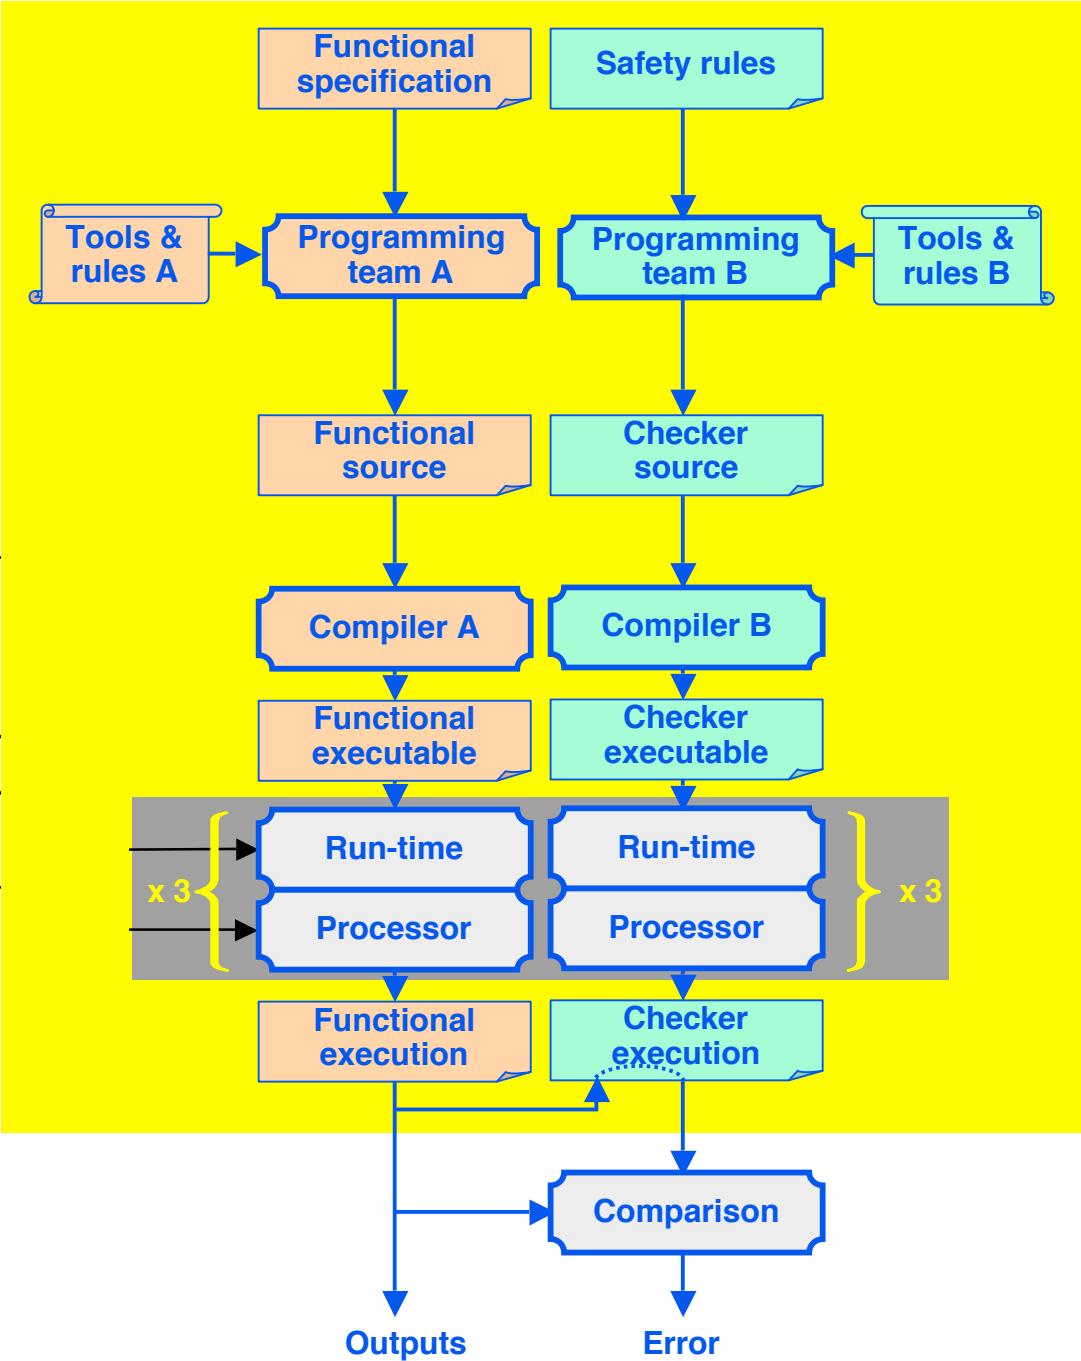 Functional
specification
Safety rules
Tools &
rules A
Programming
team A
Programming
team B
Tools &
rules B
Functional
source
Checker
source
Compiler A
Compiler B
Functional
executable
Checker
executable
x 3
Run-time
Run-time
x 3
Processor
Processor
Functional
execution
Checker
execution
Comparison
Outputs
Error